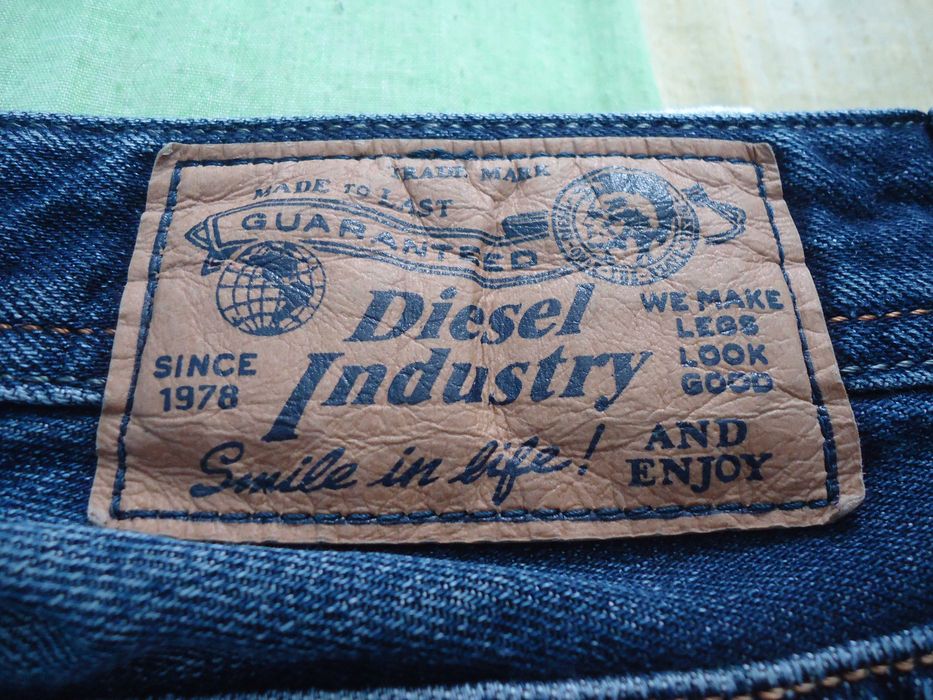 TRADE MARK
MADE TO LAST
GUARANTEED
Diesel
Industry
SINCE
1978
WE MAKE
LEGS
LOOK
GOOD
Smile in life!
AND
ENJOY